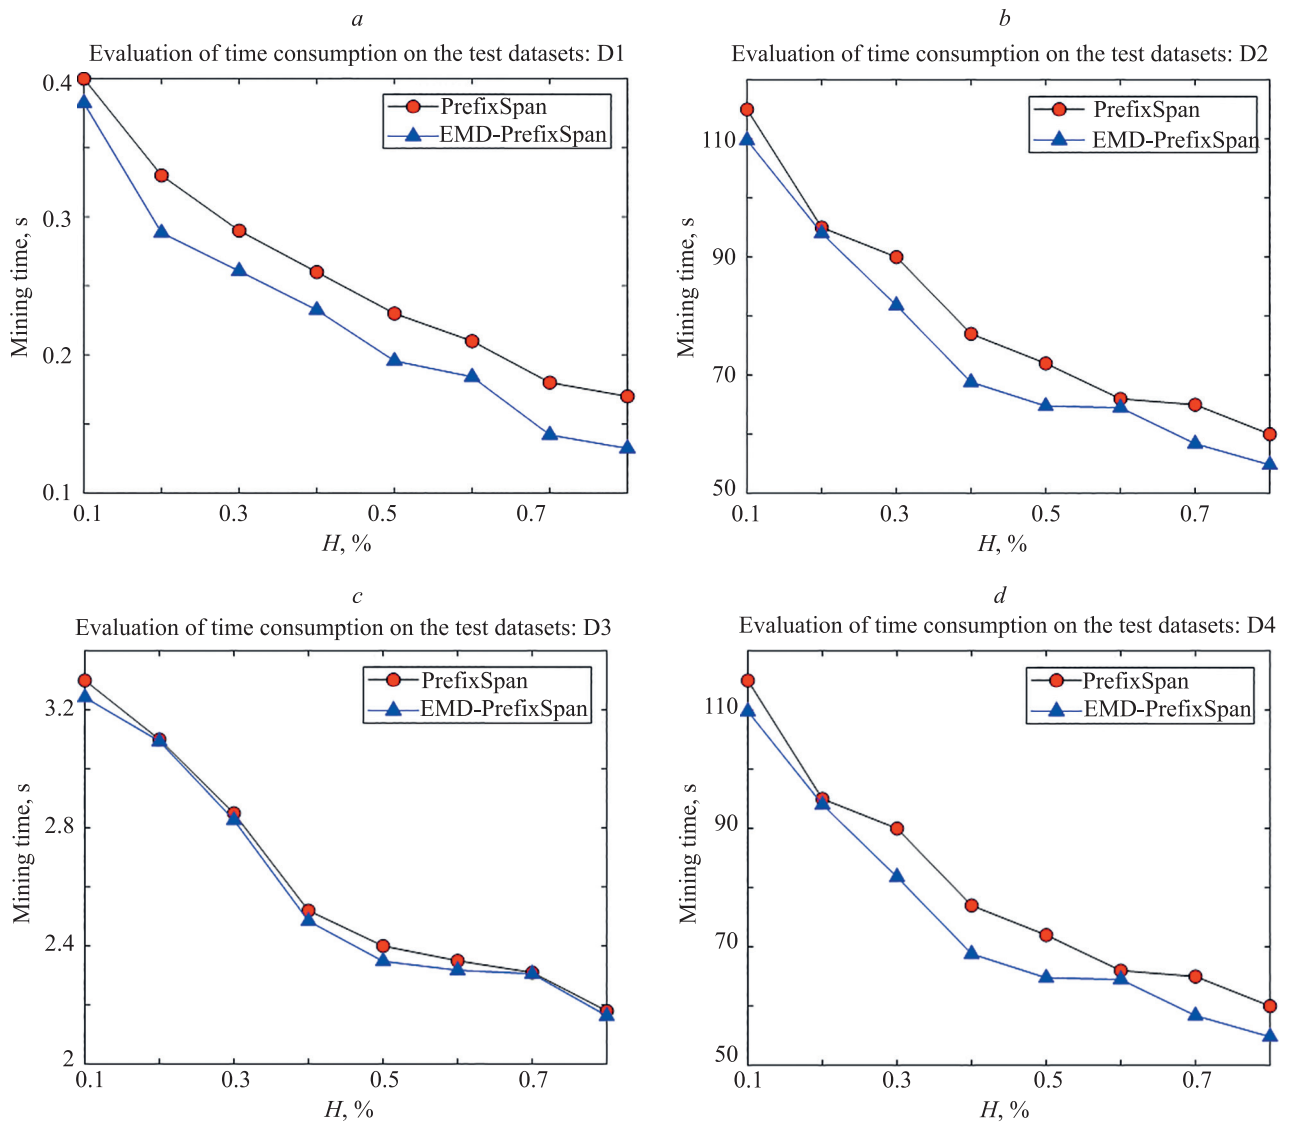 a
Evaluation of time consumption on the test datasets: D1
0.4
0.3
0.2
0.1
Mining time, s
PrefixSpan
EMD-PrefixSpan
0.1 0.3 0.5 0.7
H, %
b
Evaluation of time consumption on the test datasets: D2
110
90
70
50
Mining time, s
PrefixSpan
EMD-PrefixSpan
0.1 0.3 0.5 0.7
H, %
c
Evaluation of time consumption on the test datasets: D3
3.2
2.8
2.4
2
Mining time, s
PrefixSpan
EMD-PrefixSpan
0.1 0.3 0.5 0.7
H, %
d
Evaluation of time consumption on the test datasets: D4
110
90
70
50
Mining time, s
PrefixSpan
EMD-PrefixSpan
0.1 0.3 0.5 0.7
H, %